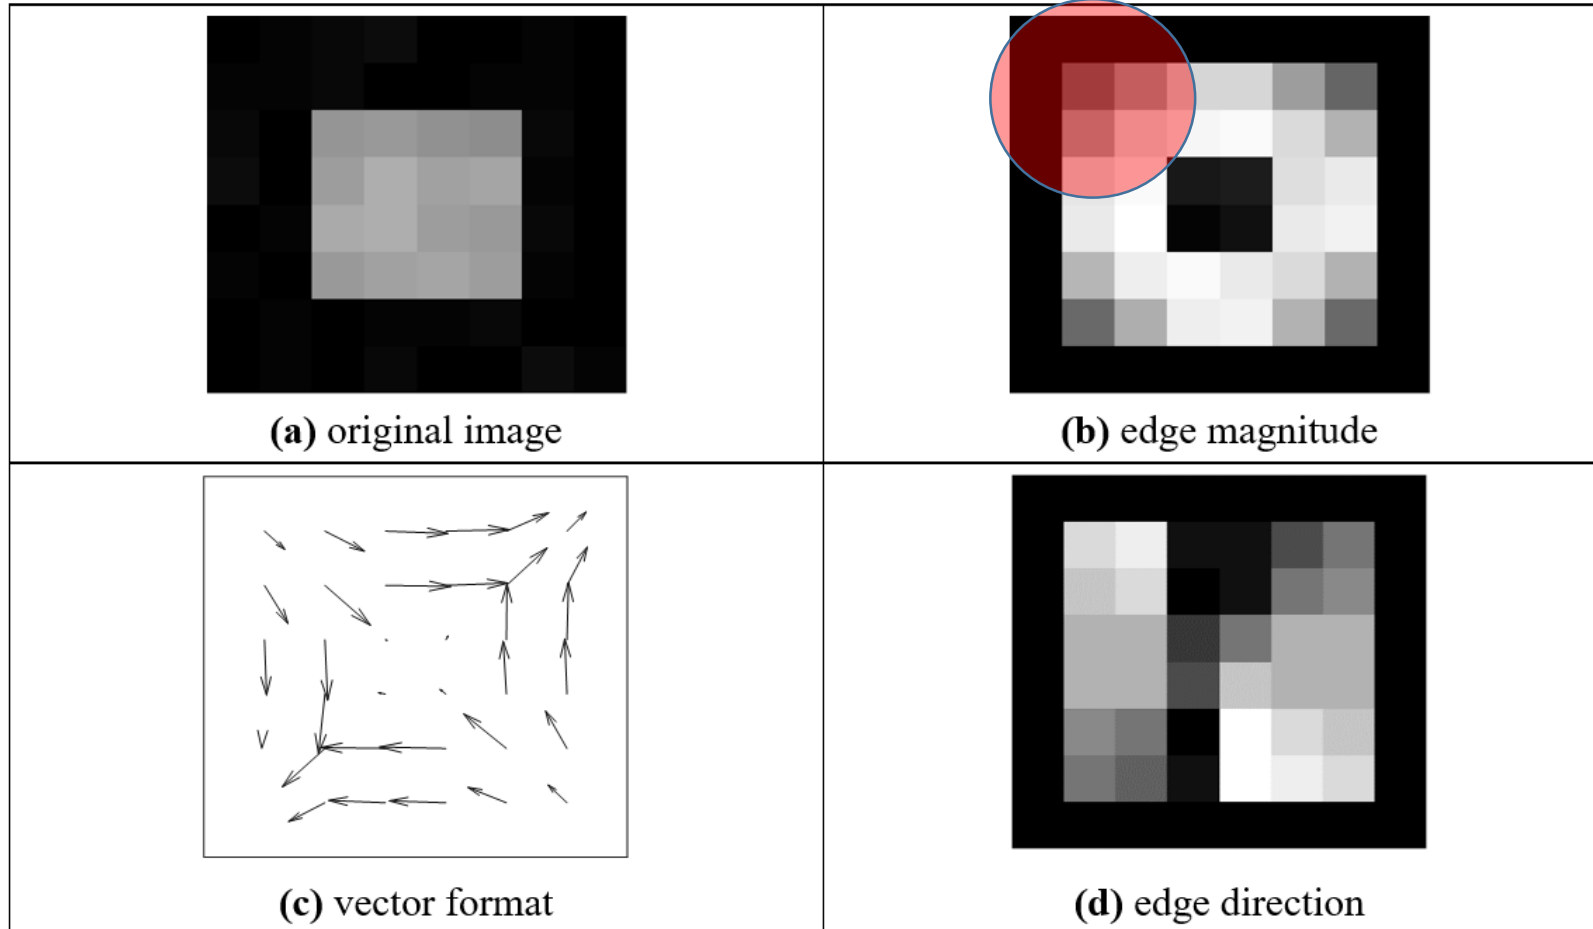 (a) original image
(b) edge magnitude
(c) vector format
(d) edge direction